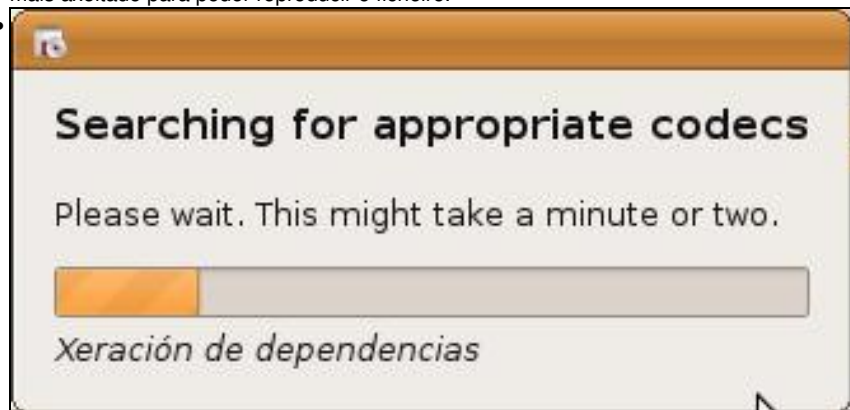 Searching for appropriate codecs
Please wait. This might take a minute or two.
Xeración de dependencias